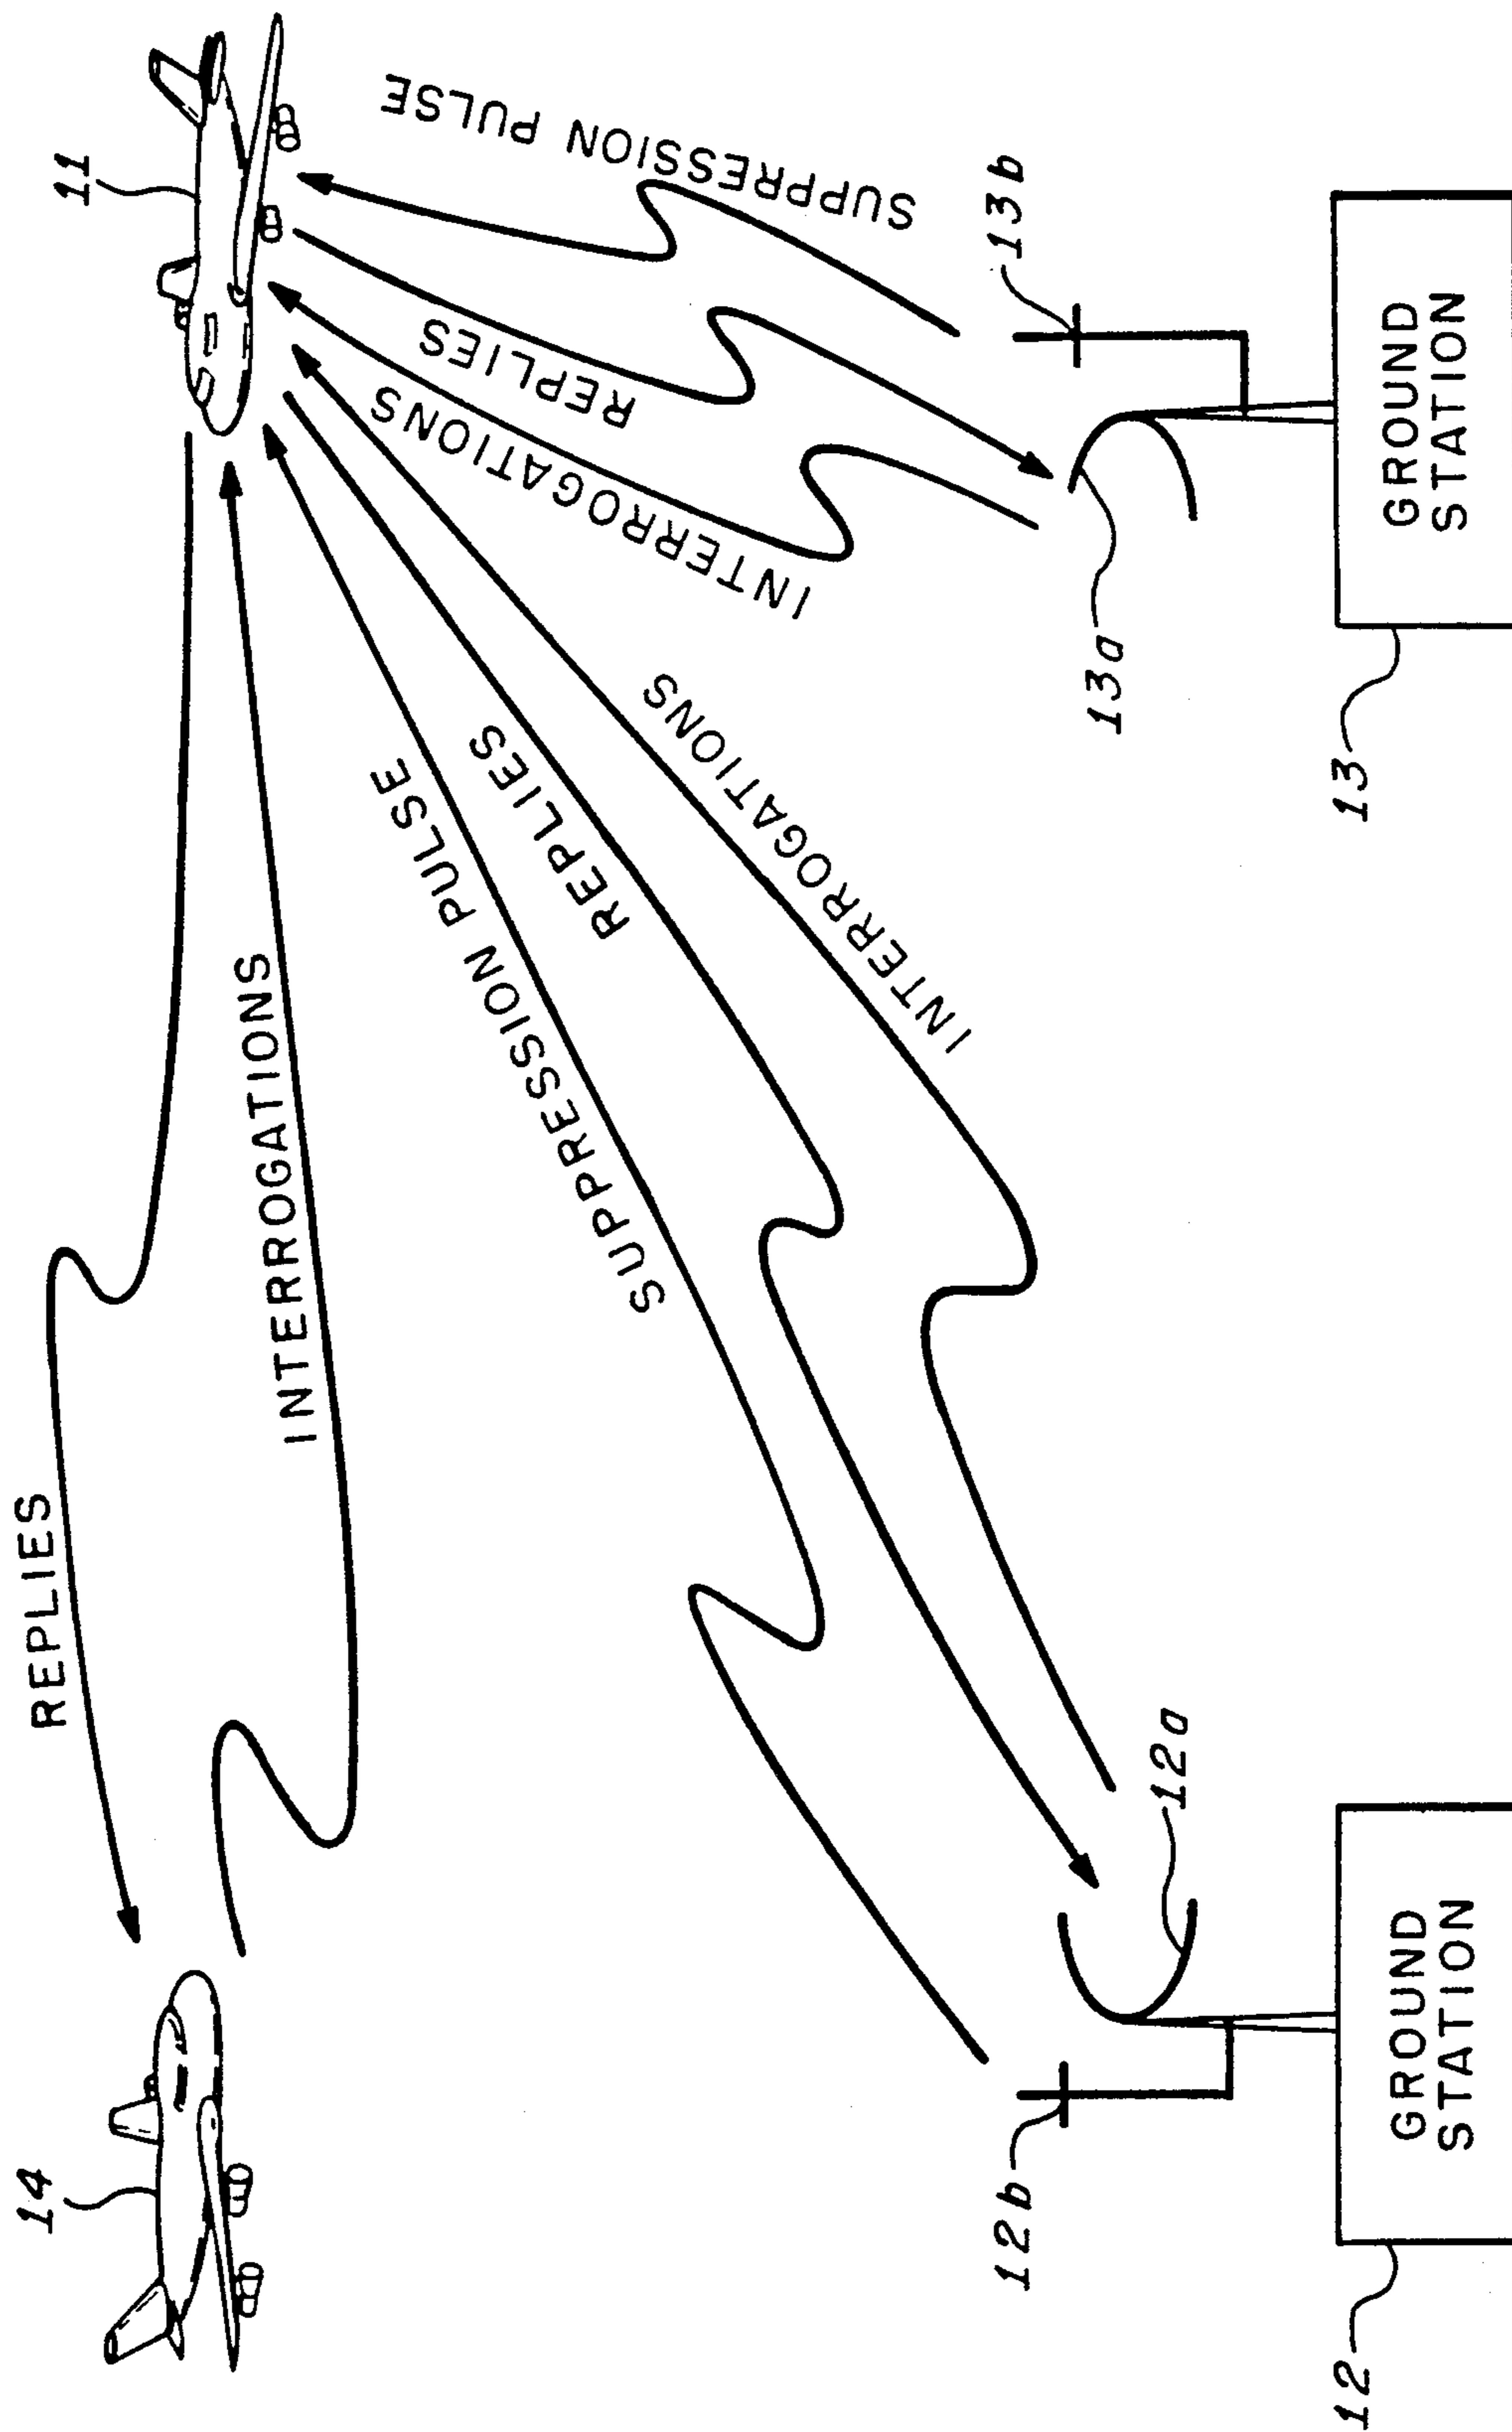 14
11
REPLIES
INTERROGATIONS
SUPPRESSION PULSE
REPLIES
INTERROGATIONS
INTERROGATIONS
REPLIES
SUPPRESSION PULSE
12b
12a
13a
13b
12
GROUND
STATION
13
GROUND
STATION